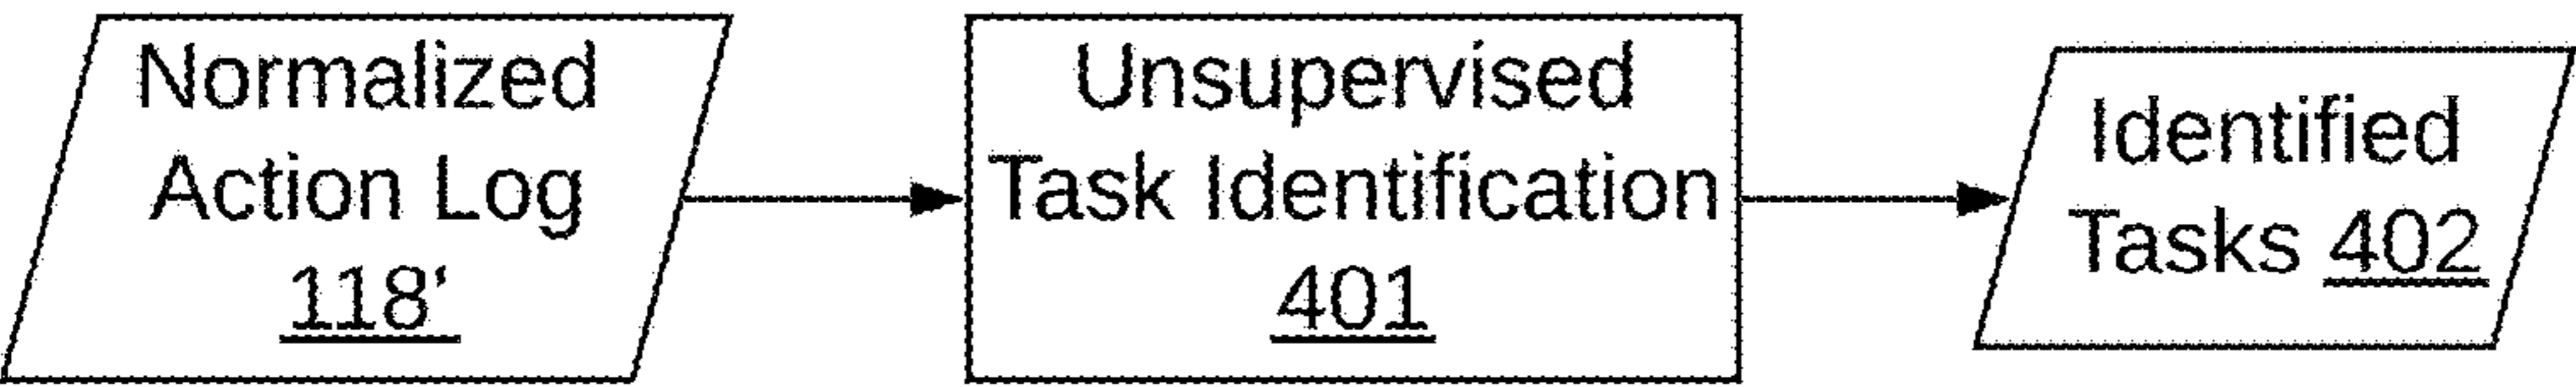 Normalized
Action Log
118'
Unsupervised
Task Identification
401
Identified
Tasks 402